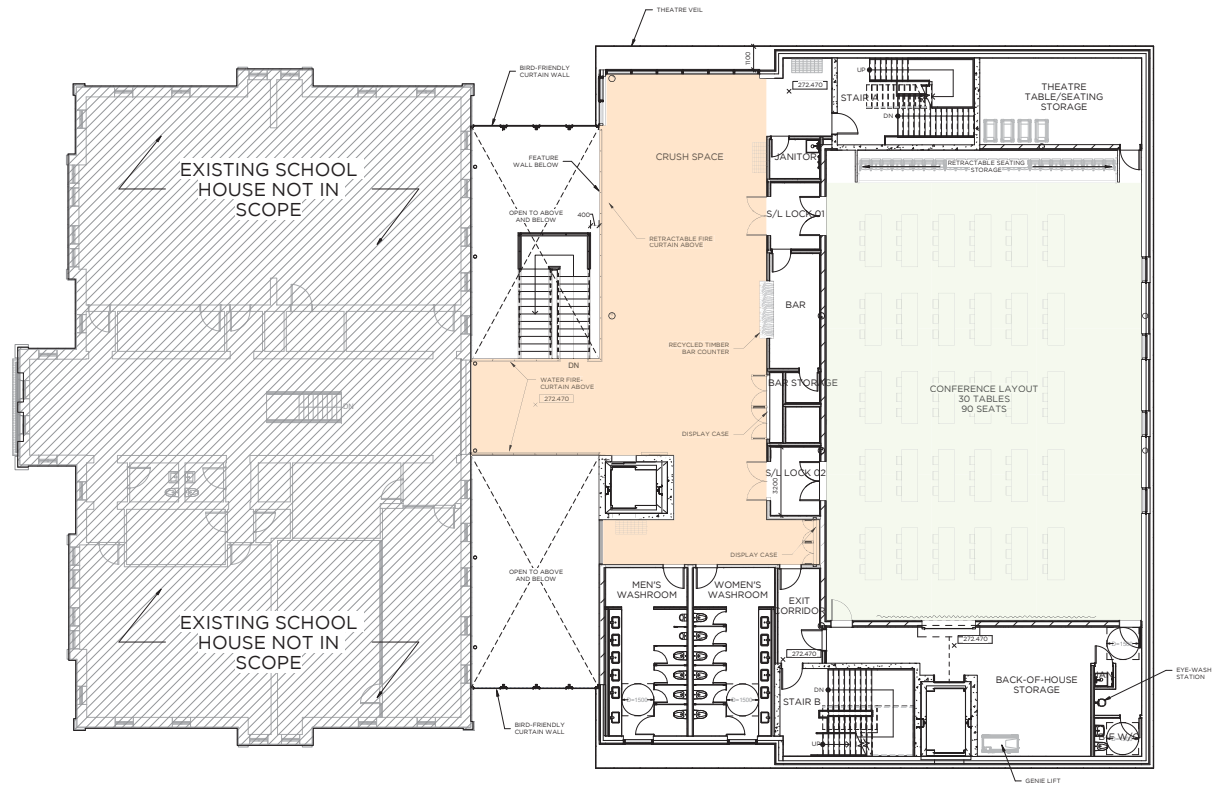 THEATRE VEIL
BIRD-FRIENDLY
CURTAIN WALL
1100
272.470
UP
STAIR A
DN
THEATRE
TABLE/SEATING
STORAGE
EXISTING SCHOOL
HOUSE NOT IN
SCOPE
FEATURE
WALL BELOW
CRUSH SPACE
JANITOR
RETRACTABLE SEATING
STORAGE
OPEN TO ABOVE
AND BELOW
400
S/L LOCK 01
RETRACTABLE FIRE
CURTAIN ABOVE
BAR
RECYCLED TIMBER
BAR COUNTER
DN
WATER FIRE-
CURTAIN ABOVE
272.470
BAR STORAGE
CONFERENCE LAYOUT
30 TABLES
90 SEATS
DN
DISPLAY CASE
S/L LOCK 02
3200
DISPLAY CASE
OPEN TO ABOVE
AND BELOW
MEN'S
WASHROOM
WOMEN'S
WASHROOM
EXIT
CORRIDOR
EXISTING SCHOOL
HOUSE NOT IN
SCOPE
272.470
272.470
BACK-OF-HOUSE
STORAGE
EYE-WASH
STATION
D=1500
D=1500
DN
STAIR B
UP
BIRD-FRIENDLY
CURTAIN WALL
GENIE LIFT